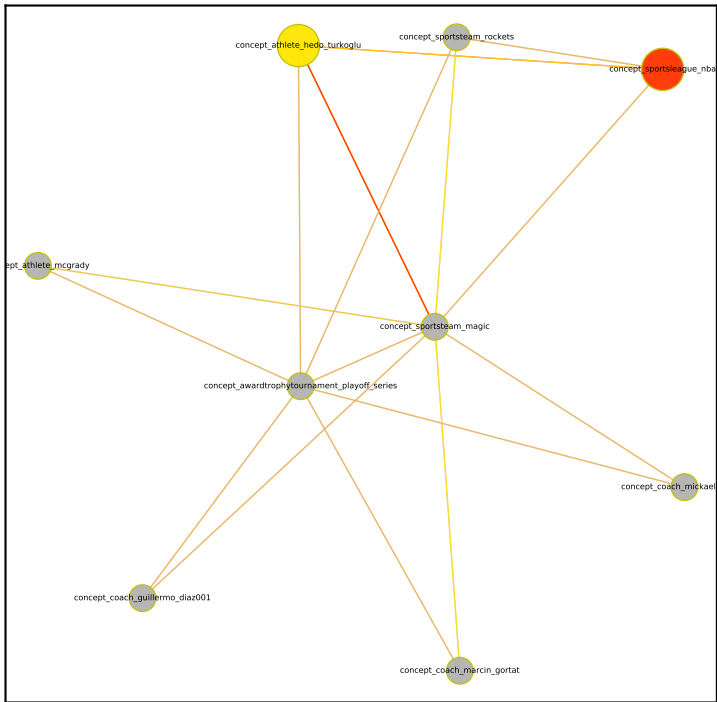 concept_sportsteam_rockets
concept_athlete_hedo_turkoglu
concept_sportsleague_nba
ept_athlete_mcgrady
concept_sportsteam_magic
concept_awardtrophytournament_playoff_series
concept_coach_mickael
concept_coach_guillermo_diaz001
concept_coach_marcin_gortat